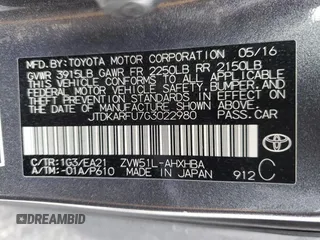 MFD.BY: TOYOTA MOTOR CORPORATION 05/16
GVWR 3915LB GAWR FR 2250LB RR 2150LB
THIS VEHICLE CONFORMS TO ALL APPLICABLE
FEDERAL MOTOR VEHICLE SAFETY, BUMPER, AND
THEFT PREVENTION STANDARDS IN EFFECT ON
THE DATE OF MANUFACTURE SHOWN ABOVE.
JTDKARFU7G3022980 PASS.CAR
TOYOTA
C/TR: 1G3/EA21 ZVW51L-AHXHBA
A/TM: -01A/P610 MADE IN JAPAN 912 C
DREAMBID
.com